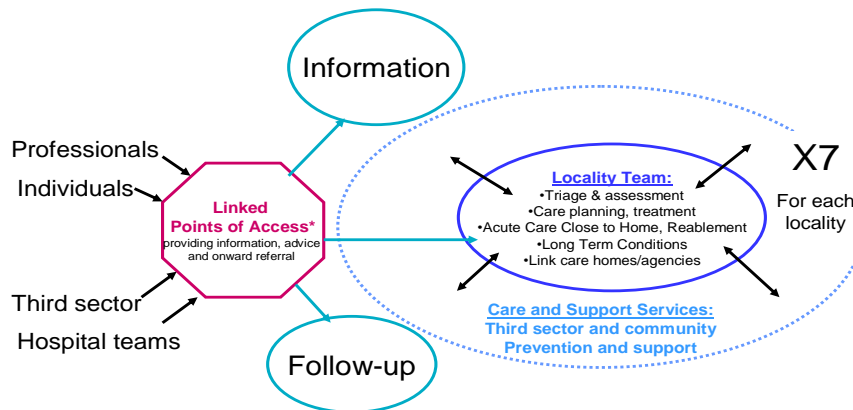 Information
Professionals
Individuals
Linked
Points of Access*
providing information, advice
and onward referral
Third sector
Hospital teams
Follow-up
Locality Team:
•Triage & assessment
•Care planning, treatment
•Acute Care Close to Home, Reablement
•Long Term Conditions
•Link care homes/agencies
Care and Support Services:
Third sector and community
Prevention and support
X7
For each
locality